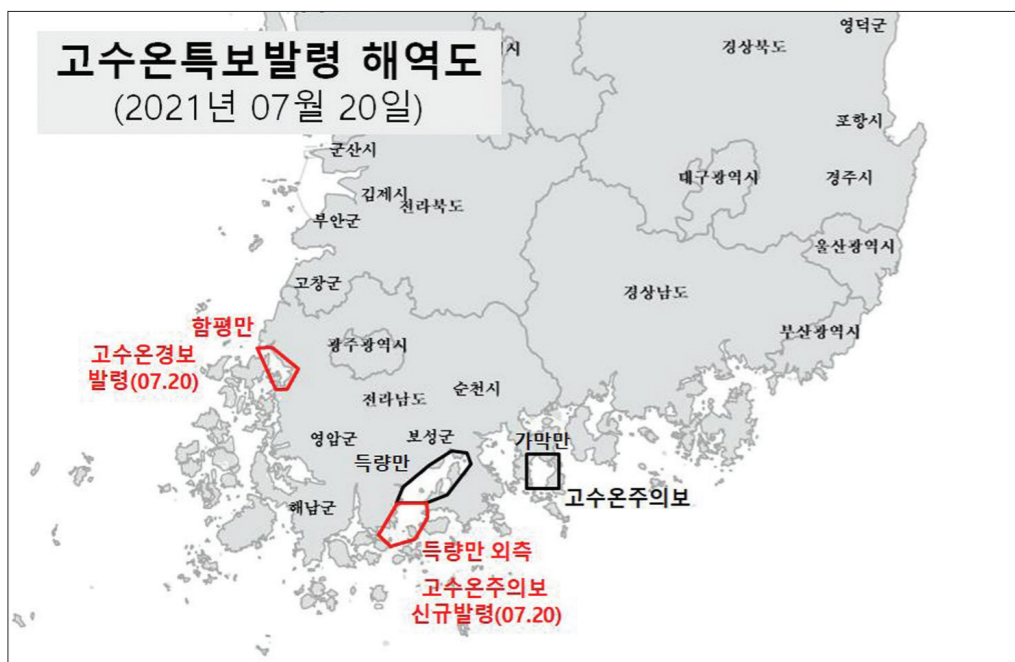 고수온특보발령 해역도
(2021년 07월 20일)
시
경상북도
영덕군
포항시
군산시
김제시
전라북도
대구광역시
경주시
부안군
울산광역시
고창군
경상남도
함평만
부산광역시
고수온경보
발령(07.20)
광주광역시
순천시
전라남도
영암군
보성군
가막만
득량만
해남군
고수온주의보
득량만 외측
고수온주의보
신규발령(07.20)